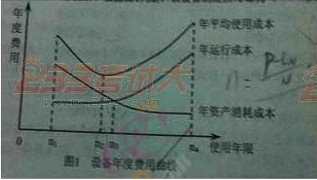 年度费用
年平均使用成本
年运行成本
年资产消耗成本
0 n₁ n₂ n₃ n₄ 使用年限
图1 设备年度费用曲线